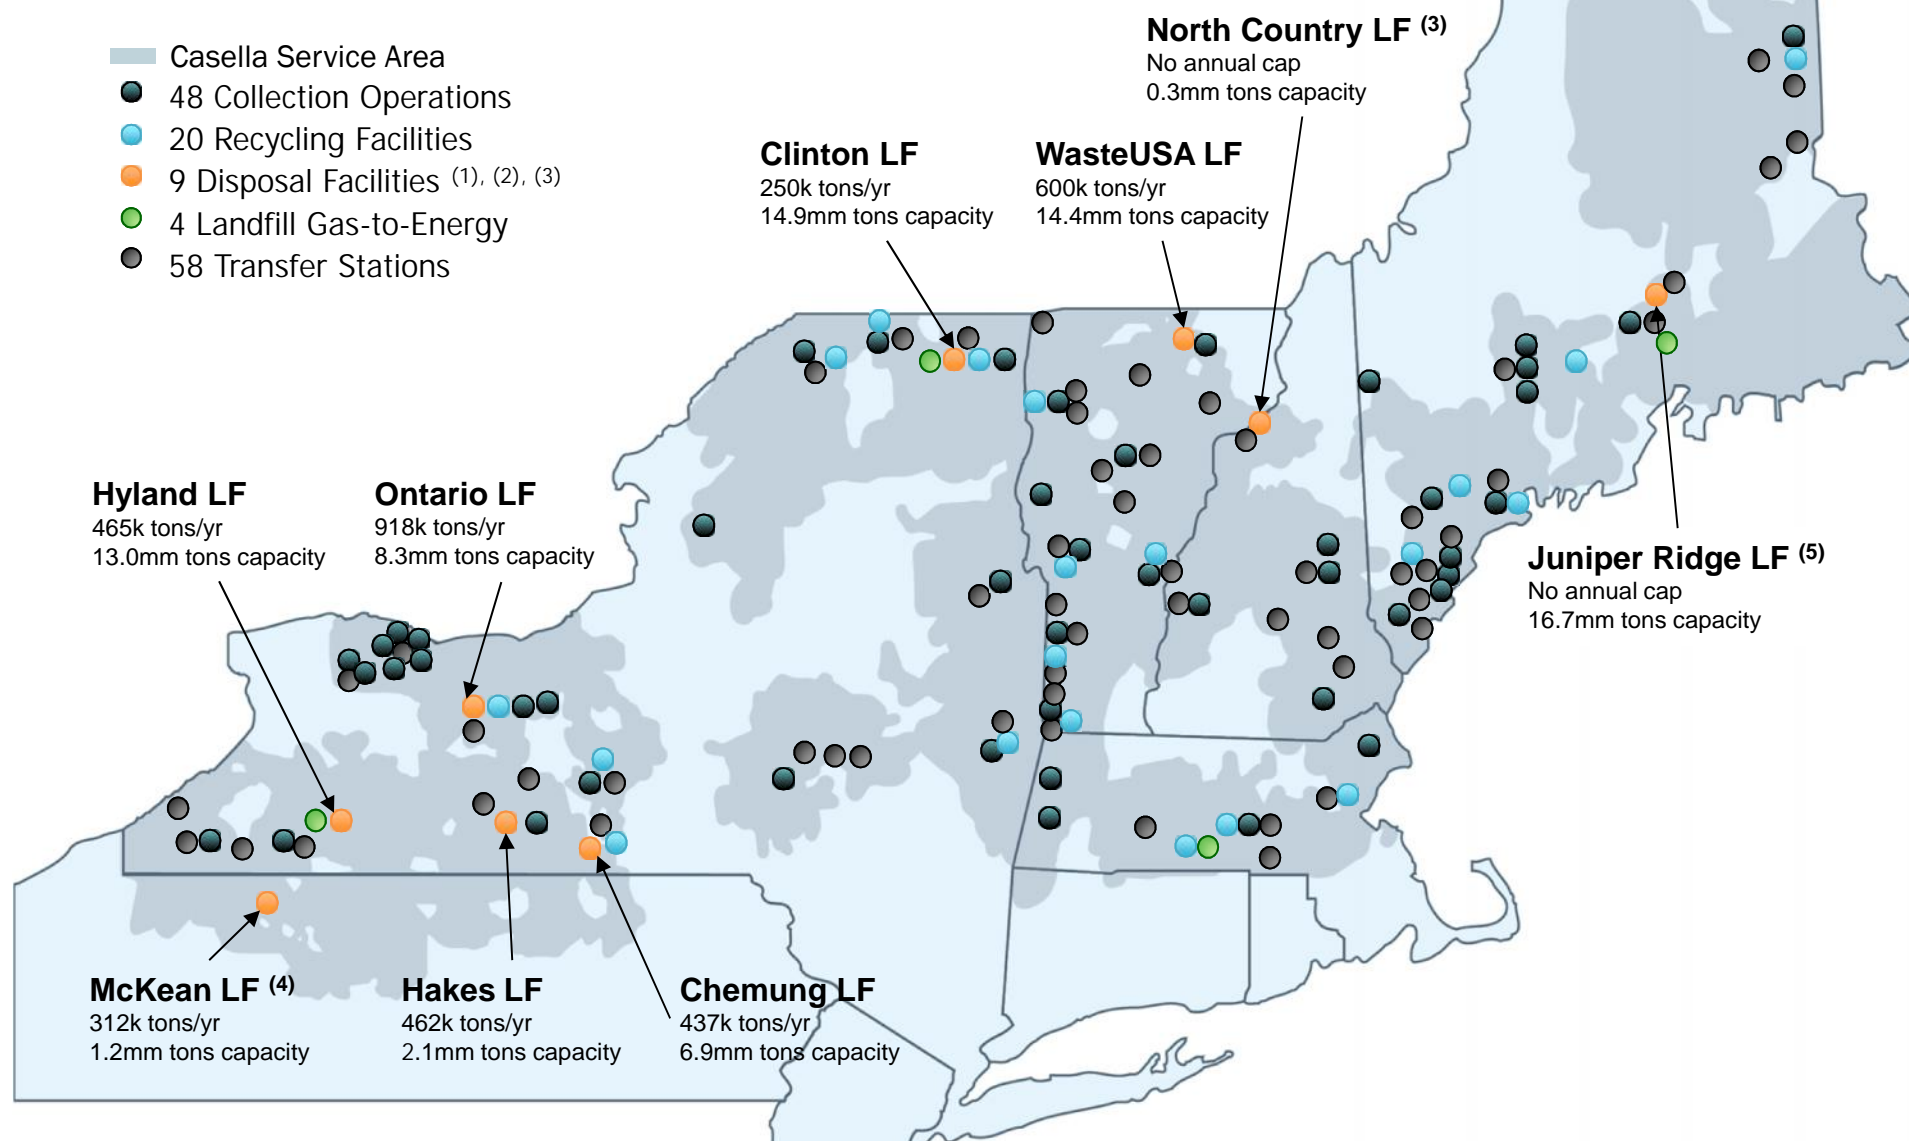 Casella Service Area
48 Collection Operations
20 Recycling Facilities
9 Disposal Facilities (1), (2), (3)
4 Landfill Gas-to-Energy
58 Transfer Stations
North Country LF (3)
No annual cap
0.3mm tons capacity
Clinton LF
250k tons/yr
14.9mm tons capacity
WasteUSA LF
600k tons/yr
14.4mm tons capacity
Hyland LF
465k tons/yr
13.0mm tons capacity
Ontario LF
918k tons/yr
8.3mm tons capacity
Juniper Ridge LF (5)
No annual cap
16.7mm tons capacity
McKean LF (4)
312k tons/yr
1.2mm tons capacity
Hakes LF
462k tons/yr
2.1mm tons capacity
Chemung LF
437k tons/yr
6.9mm tons capacity